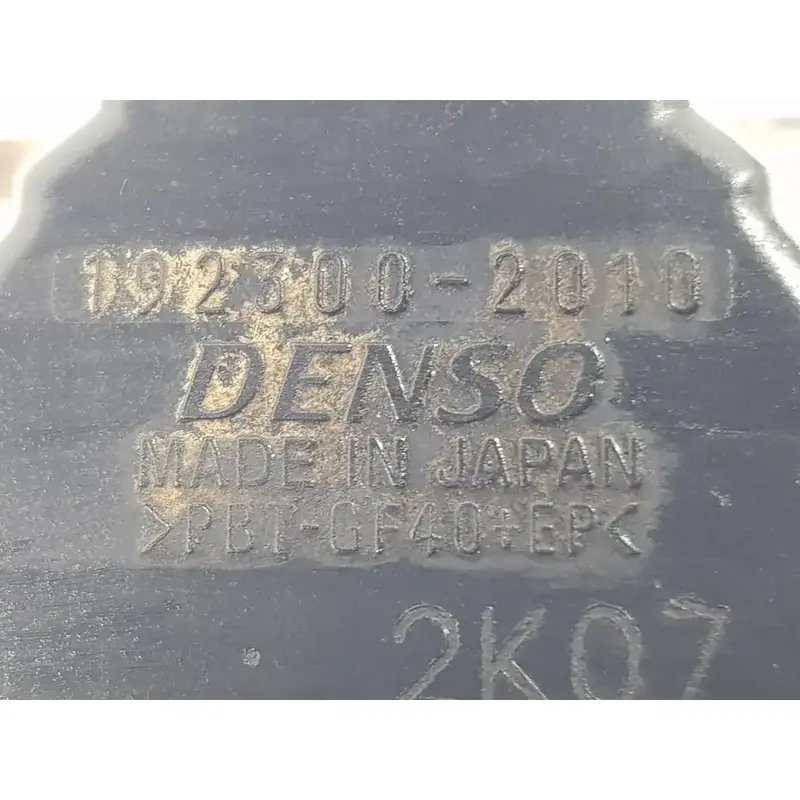 192300-2010
DENSO
MADE IN JAPAN
>PBT-GF40+EP<
2K07